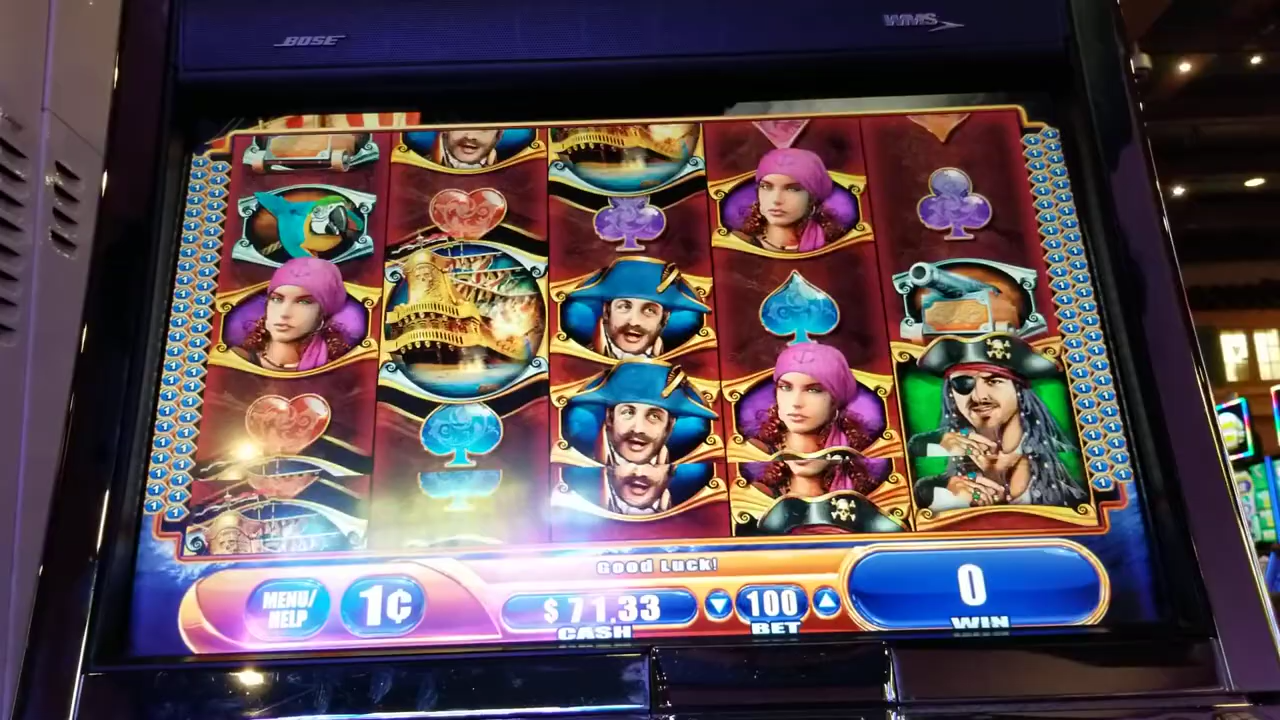 BOSE
WMS
Good Luck!
MENU/
HELP
1¢
$71.33
CASH
100
BET
0
WIN